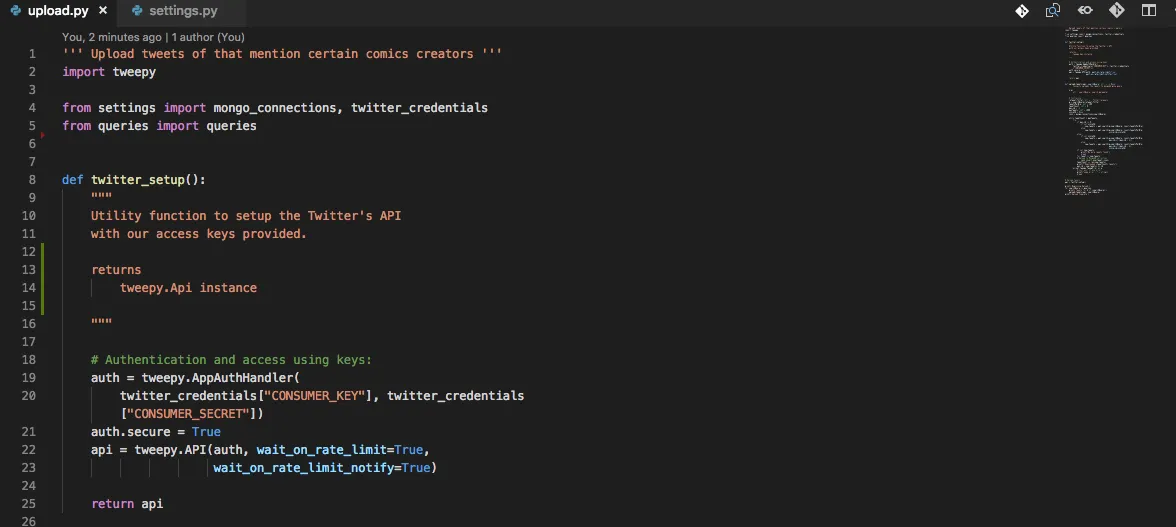 upload.py × settings.py
You, 2 minutes ago | 1 author (You)
1 ''' Upload tweets of that mention certain comics creators '''
2 import tweepy
3
4 from settings import mongo_connections, twitter_credentials
5 from queries import queries
6
7
8 def twitter_setup():
9 """
10 Utility function to setup the Twitter's API
11 with our access keys provided.
12
13 returns
14 tweepy.Api instance
15
16 """
17
18 # Authentication and access using keys:
19 auth = tweepy.AppAuthHandler(
20 twitter_credentials["CONSUMER_KEY"], twitter_credentials
["CONSUMER_SECRET"])
21 auth.secure = True
22 api = tweepy.API(auth, wait_on_rate_limit=True,
23 wait_on_rate_limit_notify=True)
24
25 return api
26